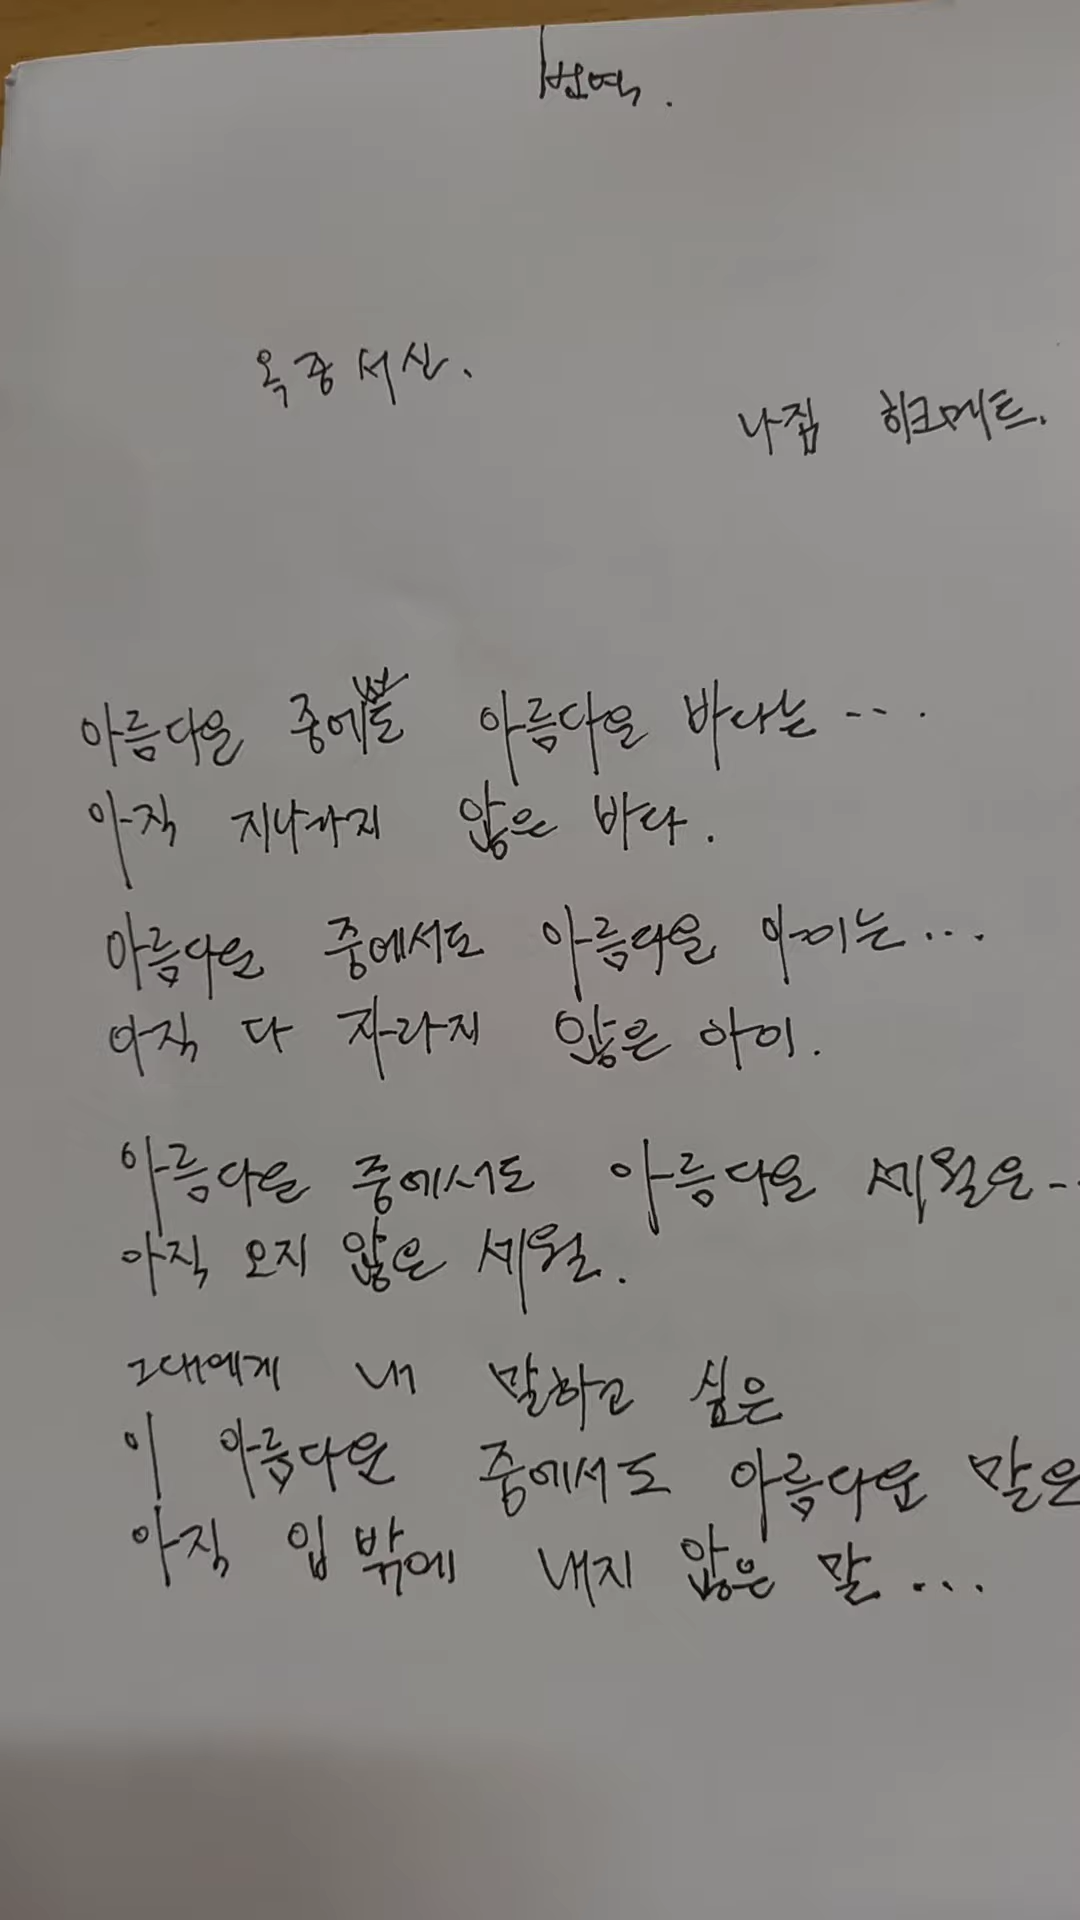 번역.
옥중서신.
나짐 히크메트.
아름다운 중에서도 아름다운 바다는...
아직 지나가지 않은 바다.
아름다운 중에서도 아름다운 아이는...
아직 다 자라지 않은 아이.
아름다운 중에서도 아름다운 세월은..
아직 오지 않은 세월.
그대에게 내 말하고 싶은
이 아름다운 중에서도 아름다운 말은
아직 입 밖에 내지 않은 말...